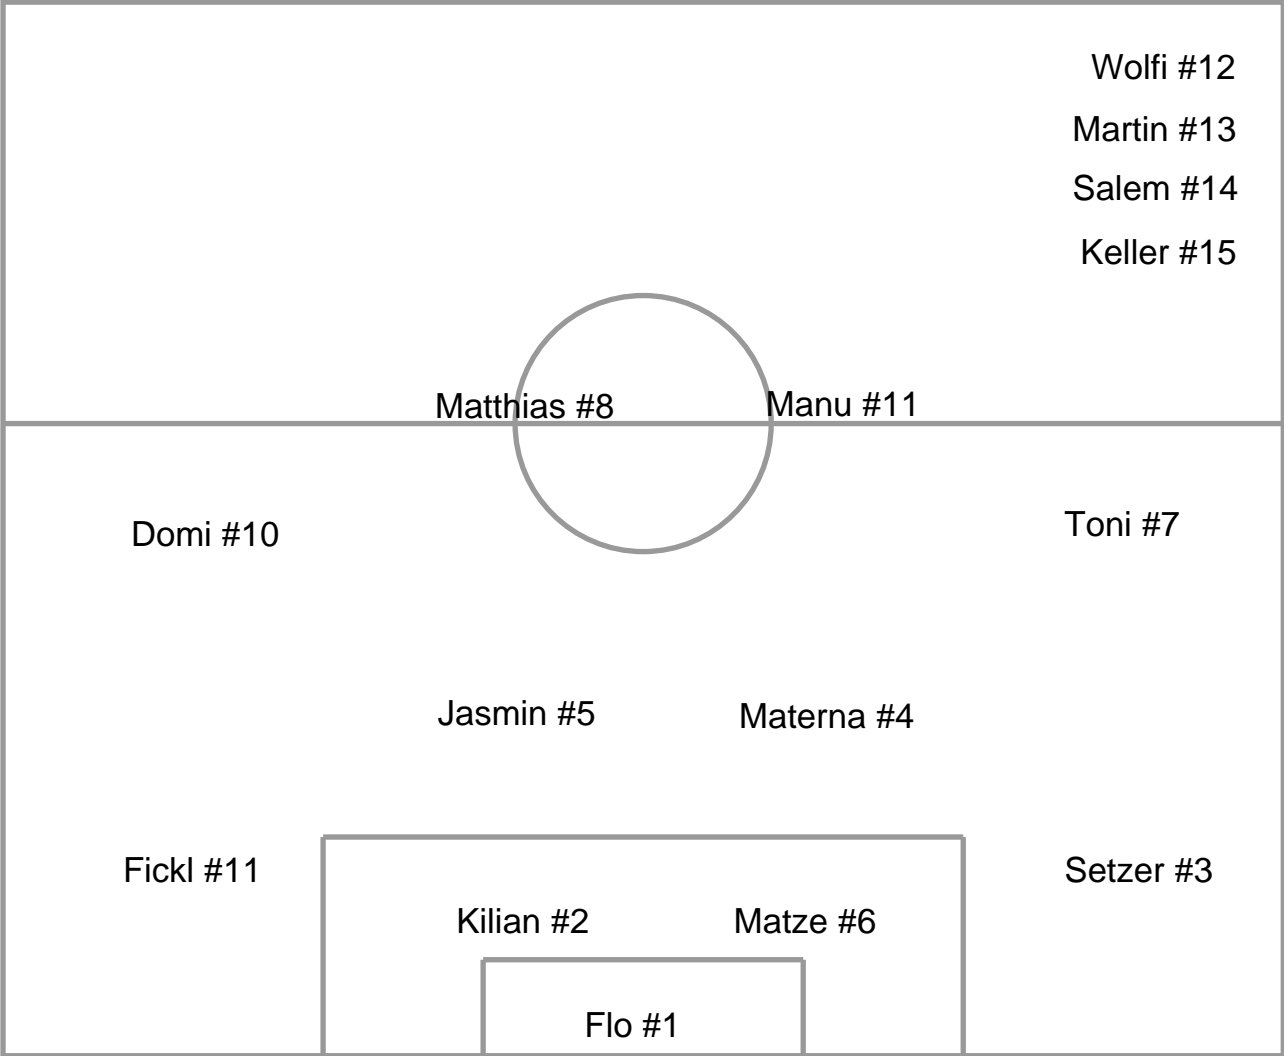 Wolfi #12
Martin #13
Salem #14
Keller #15
Matthias #8
Manu #11
Domi #10
Toni #7
Jasmin #5
Materna #4
Fickl #11
Setzer #3
Kilian #2
Matze #6
Flo #1